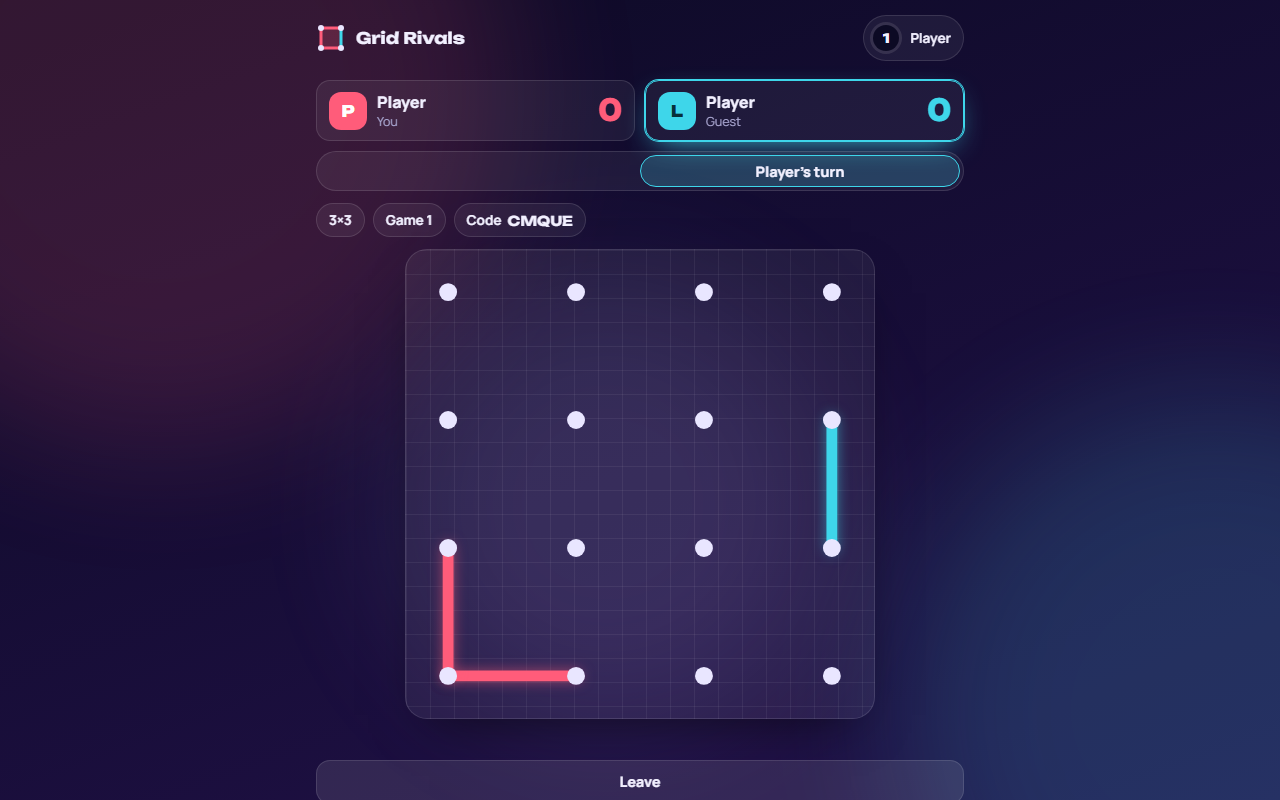 Grid Rivals
1 Player
P Player 0
You
L Player 0
Guest
Player's turn
3×3 Game 1 Code CMQUE
Leave